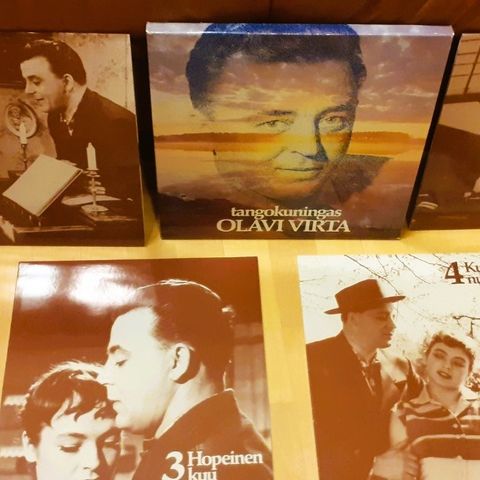 tangokuningas
OLAVI VIRTA
3 Hopeinen
kuu
4